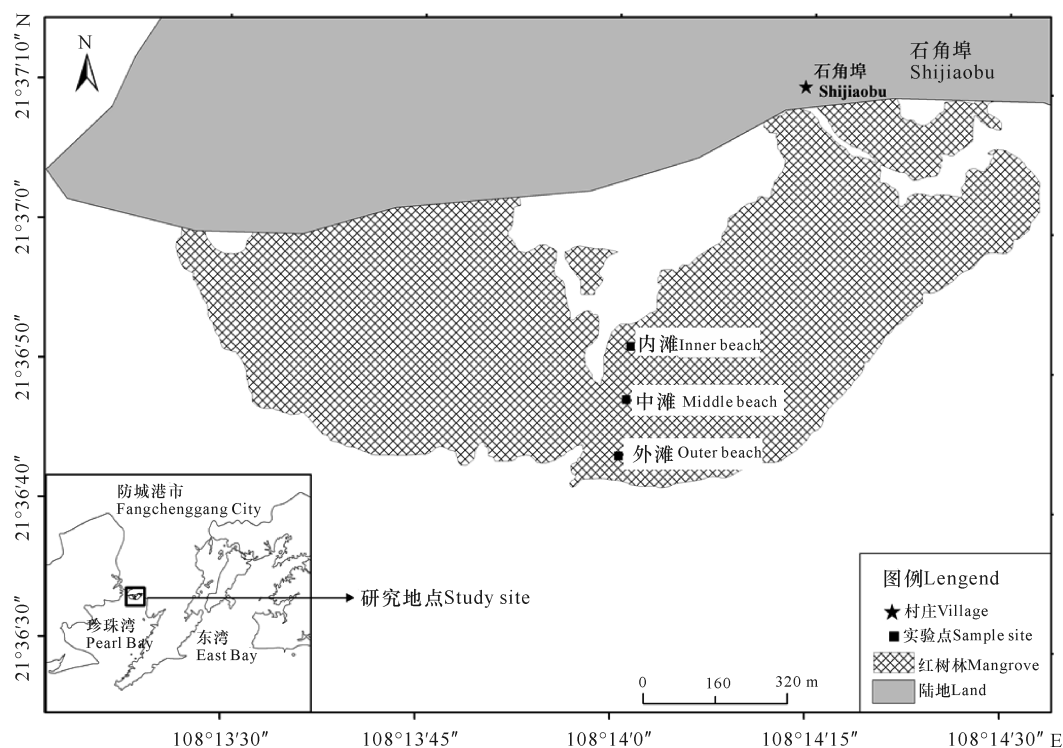 N
石角埠
Shijiaobu
石角埠
Shijiaobu
内滩Inner beach
中滩 Middle beach
外滩 Outer beach
防城港市
Fangchenggang City
研究地点Study site
珍珠湾
Pearl Bay
东湾
East Bay
图例Lengend
村庄Village
实验点Sample site
红树林Mangrove
陆地Land
0 160 320 m
21°37′10″ N
21°37′0″
21°36′50″
21°36′40″
21°36′30″
108°13′30″ 108°13′45″ 108°14′0″ 108°14′15″ 108°14′30″ E